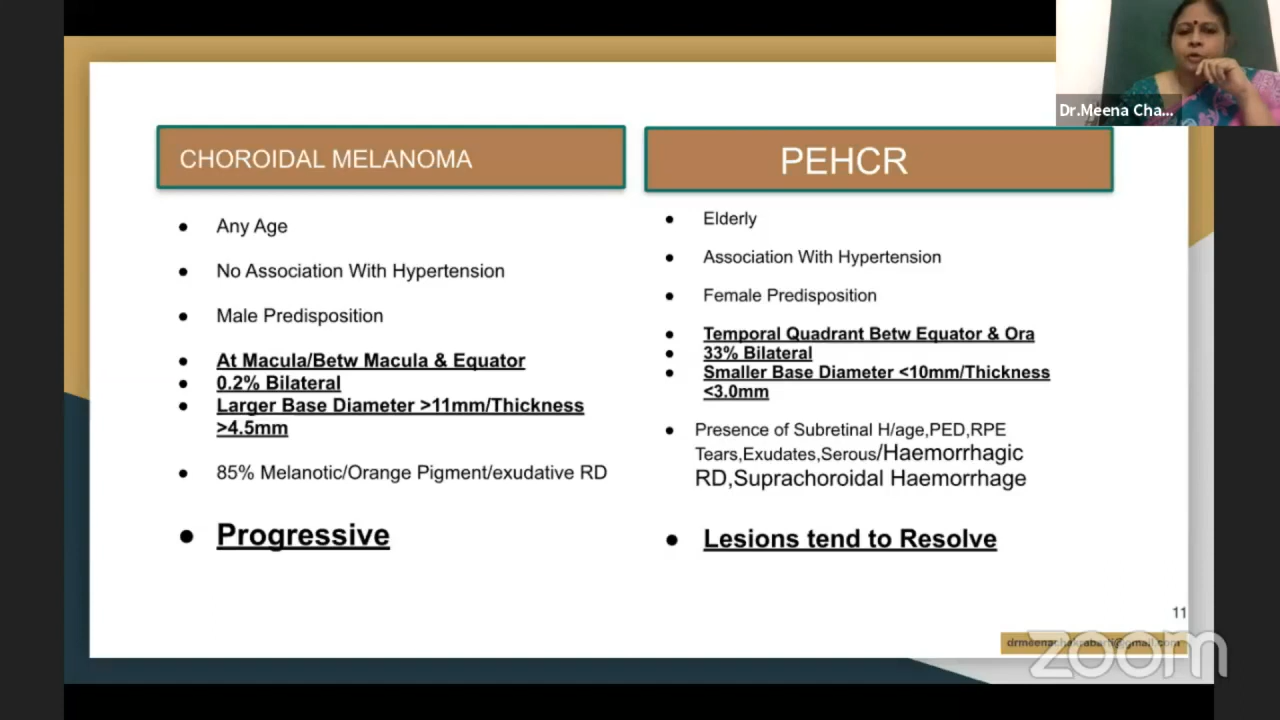 Dr.Meena Cha...
CHOROIDAL MELANOMA
Any Age
No Association With Hypertension
Male Predisposition
At Macula/Betw Macula & Equator
0.2% Bilateral
Larger Base Diameter >11mm/Thickness
>4.5mm
85% Melanotic/Orange Pigment/exudative RD
Progressive
PEHCR
Elderly
Association With Hypertension
Female Predisposition
Temporal Quadrant Betw Equator & Ora
33% Bilateral
Smaller Base Diameter <10mm/Thickness
<3.0mm
Presence of Subretinal H/age,PED,RPE
Tears,Exudates,Serous/Haemorrhagic
RD,Suprachoroidal Haemorrhage
Lesions tend to Resolve
11
drmeenachakrabarti@gmail.com
zoom